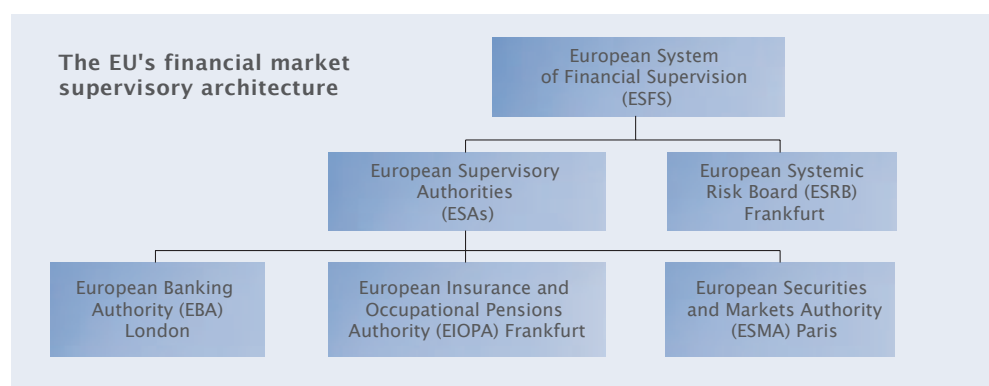 The EU's financial market
supervisory architecture
European System
of Financial Supervision
(ESFS)
European Supervisory
Authorities
(ESAs)
European Systemic
Risk Board (ESRB)
Frankfurt
European Banking
Authority (EBA)
London
European Insurance and
Occupational Pensions
Authority (EIOPA) Frankfurt
European Securities
and Markets Authority
(ESMA) Paris